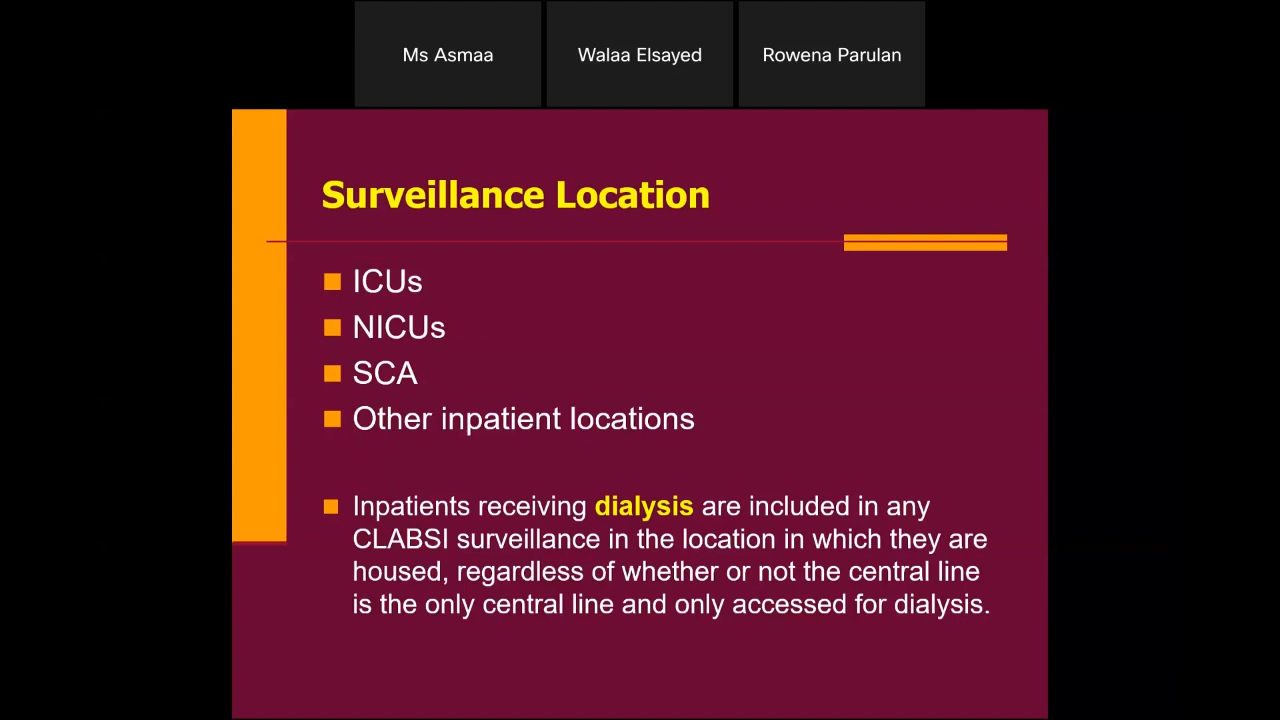 Ms Asmaa
Walaa Elsayed
Rowena Parulan
Surveillance Location
ICUs
NICUs
SCA
Other inpatient locations
Inpatients receiving dialysis are included in any
CLABSI surveillance in the location in which they are
housed, regardless of whether or not the central line
is the only central line and only accessed for dialysis.